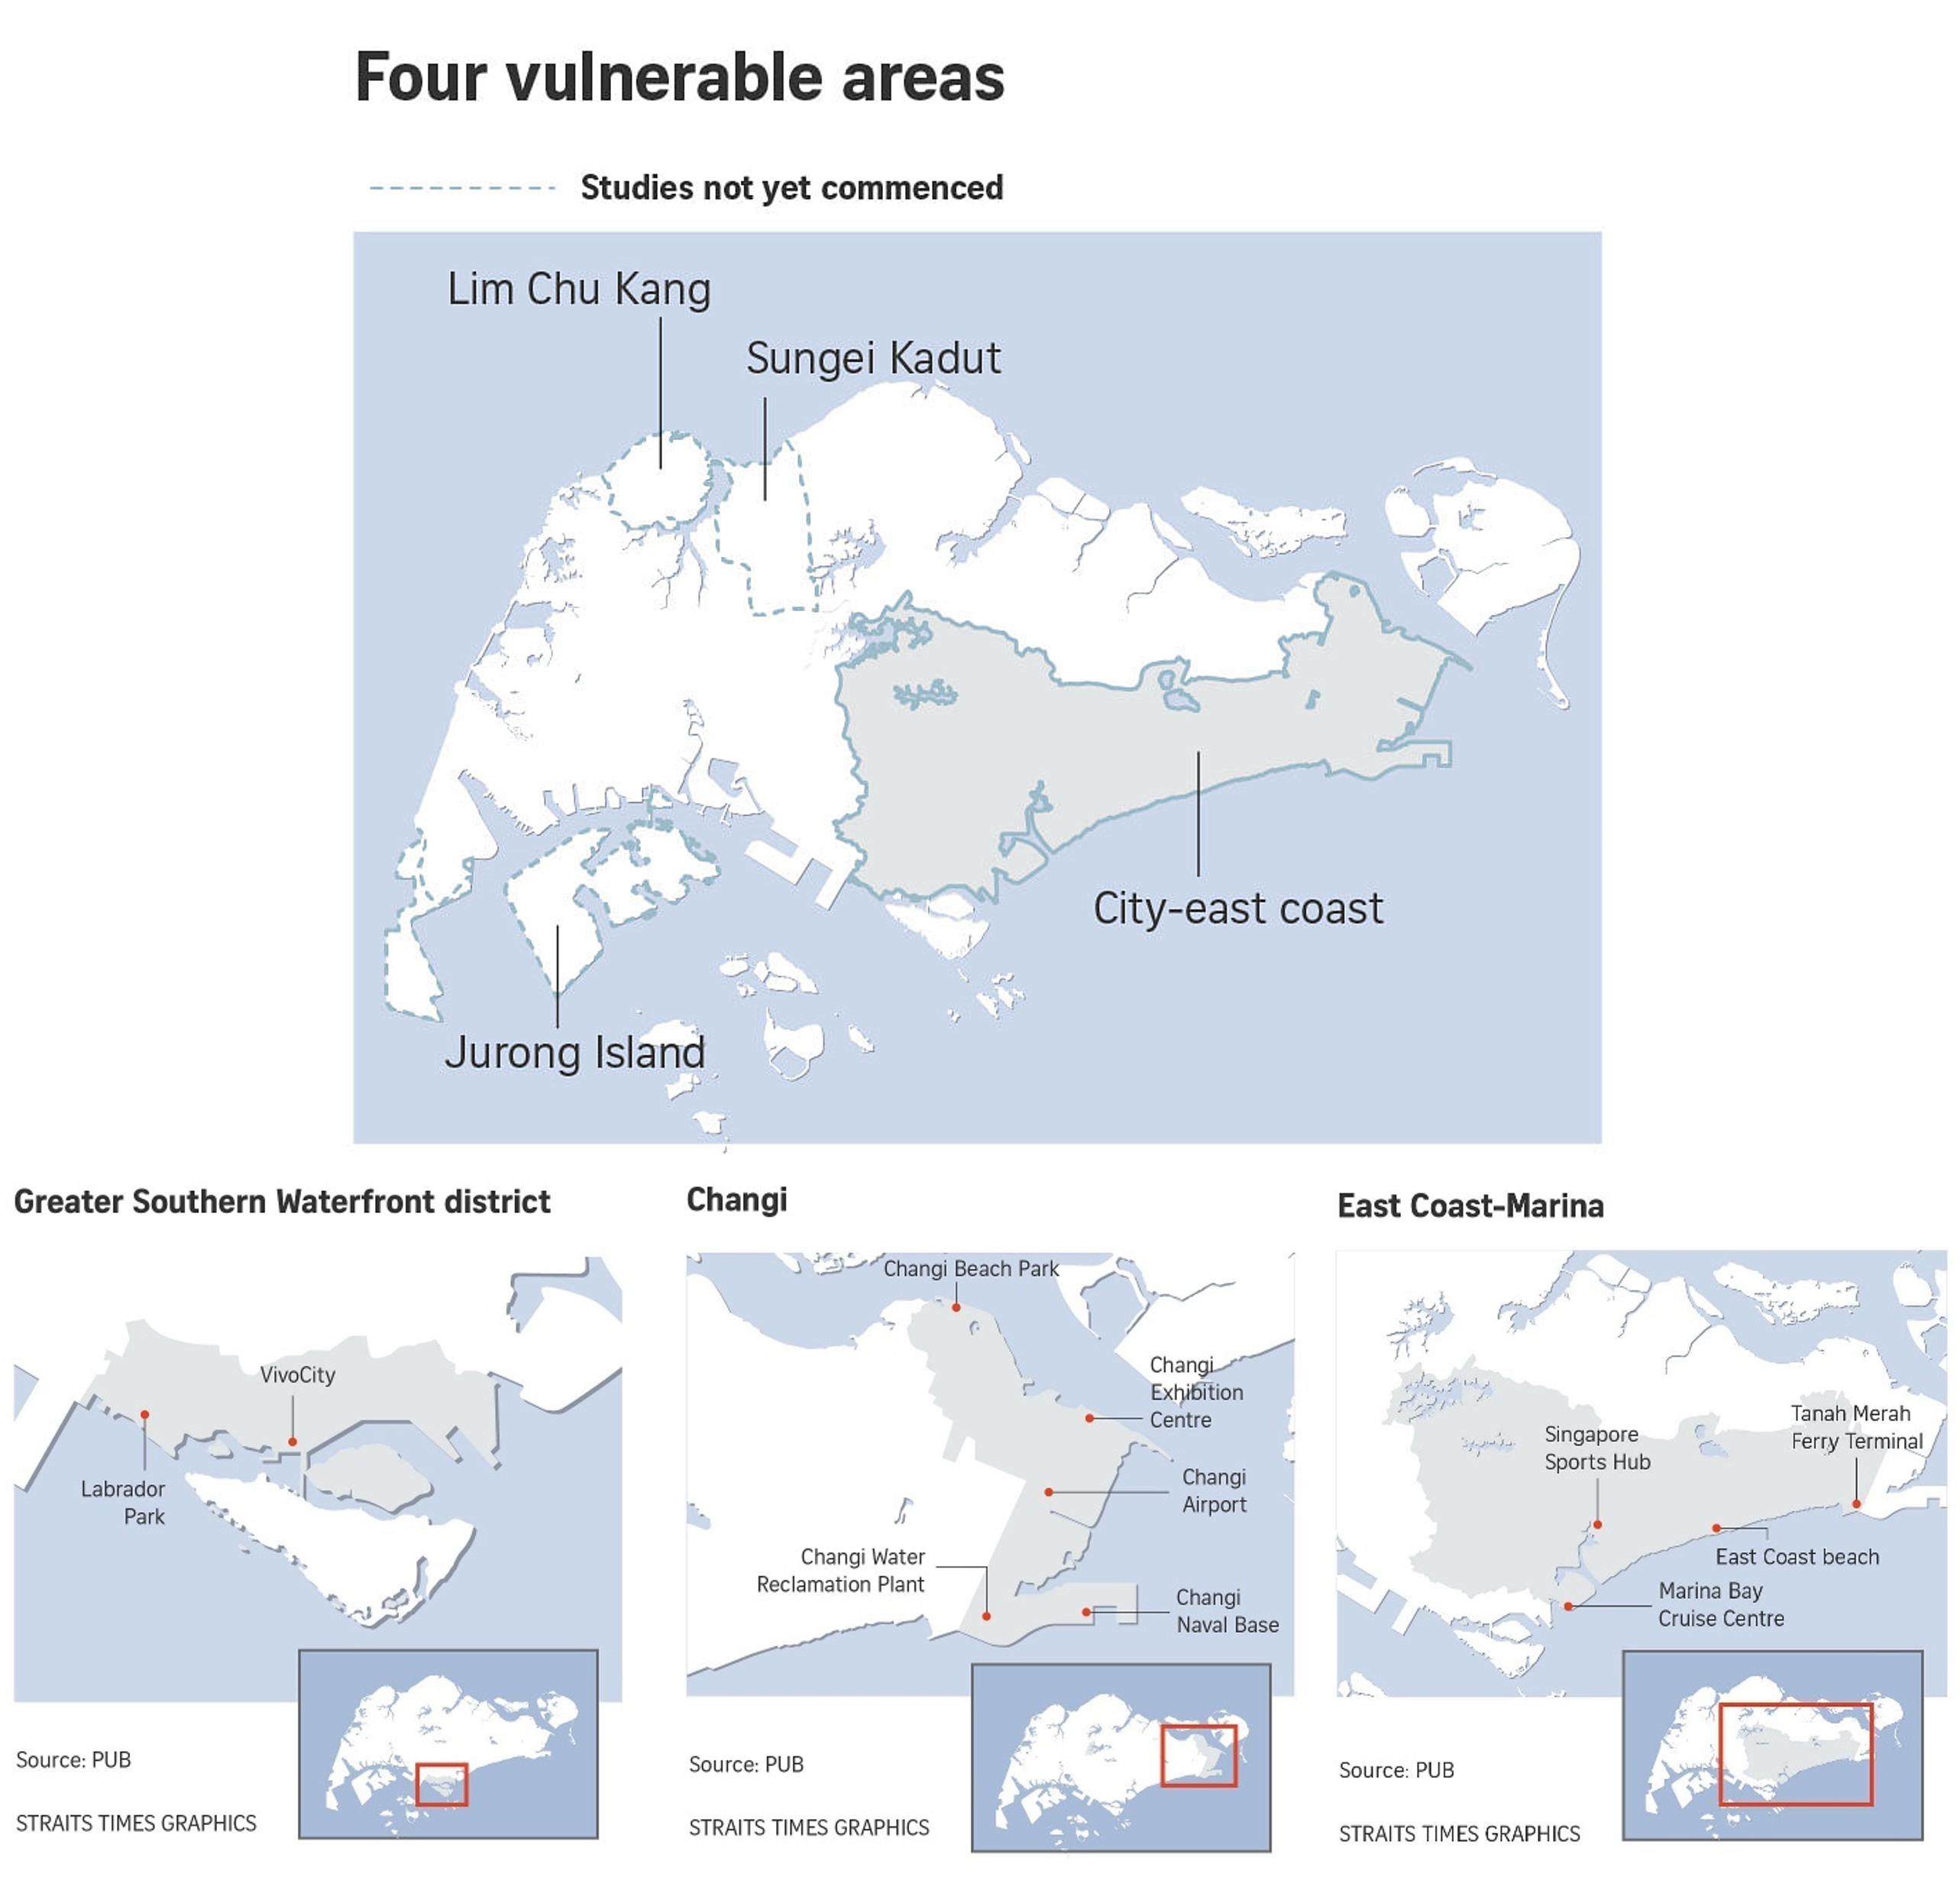 Four vulnerable areas
Studies not yet commenced
Lim Chu Kang
Sungei Kadut
City-east coast
Jurong Island
Greater Southern Waterfront district
VivoCity
Labrador
Park
Source: PUB
STRAITS TIMES GRAPHICS
Changi
Changi Beach Park
Changi
Exhibition
Centre
Changi
Airport
Changi Water
Reclamation Plant
Changi
Naval Base
Source: PUB
STRAITS TIMES GRAPHICS
East Coast-Marina
Tanah Merah
Ferry Terminal
Singapore
Sports Hub
East Coast beach
Marina Bay
Cruise Centre
Source: PUB
STRAITS TIMES GRAPHICS